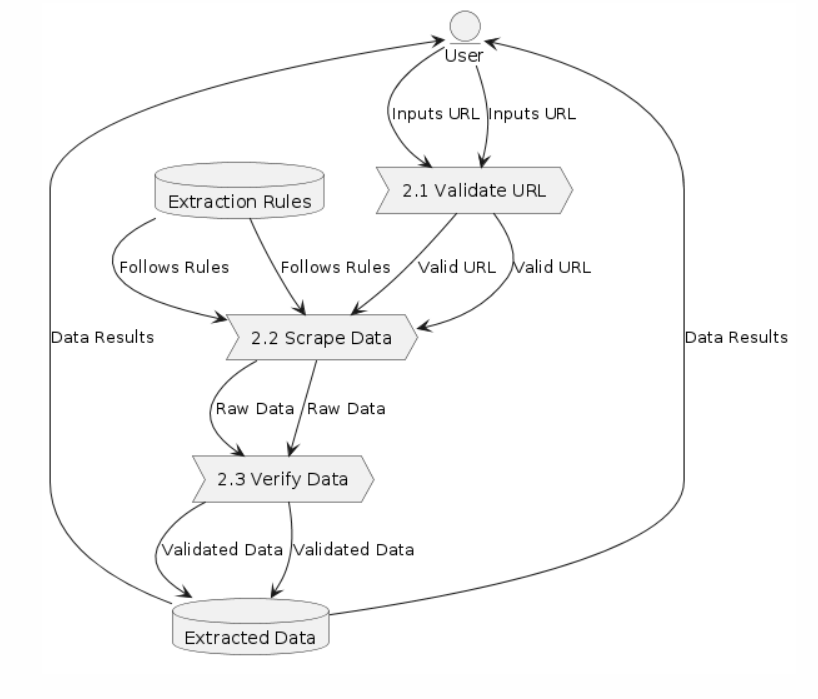 User
Inputs URL
Inputs URL
2.1 Validate URL
Extraction Rules
Follows Rules
Follows Rules
Valid URL
Valid URL
2.2 Scrape Data
Data Results
Data Results
Raw Data
Raw Data
2.3 Verify Data
Validated Data
Validated Data
Extracted Data